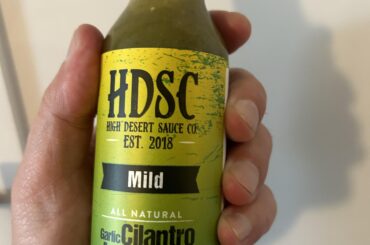 HDSC
HIGH DESERT SAUCE CO.
EST. 2018
Mild
ALL NATURAL
Garlic Cilantro